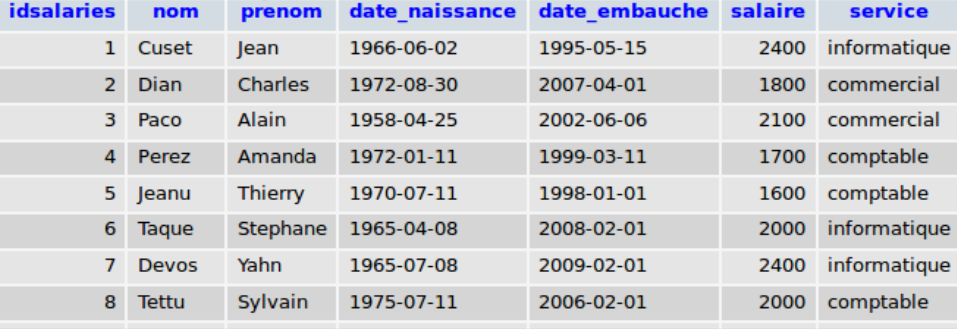 idsalaries nom prenom date_naissance date_embauche salaire service
1 Cuset Jean 1966-06-02 1995-05-15 2400 informatique
2 Dian Charles 1972-08-30 2007-04-01 1800 commercial
3 Paco Alain 1958-04-25 2002-06-06 2100 commercial
4 Perez Amanda 1972-01-11 1999-03-11 1700 comptable
5 Jeanu Thierry 1970-07-11 1998-01-01 1600 comptable
6 Taque Stephane 1965-04-08 2008-02-01 2000 informatique
7 Devos Yahn 1965-07-08 2009-02-01 2400 informatique
8 Tettu Sylvain 1975-07-11 2006-02-01 2000 comptable